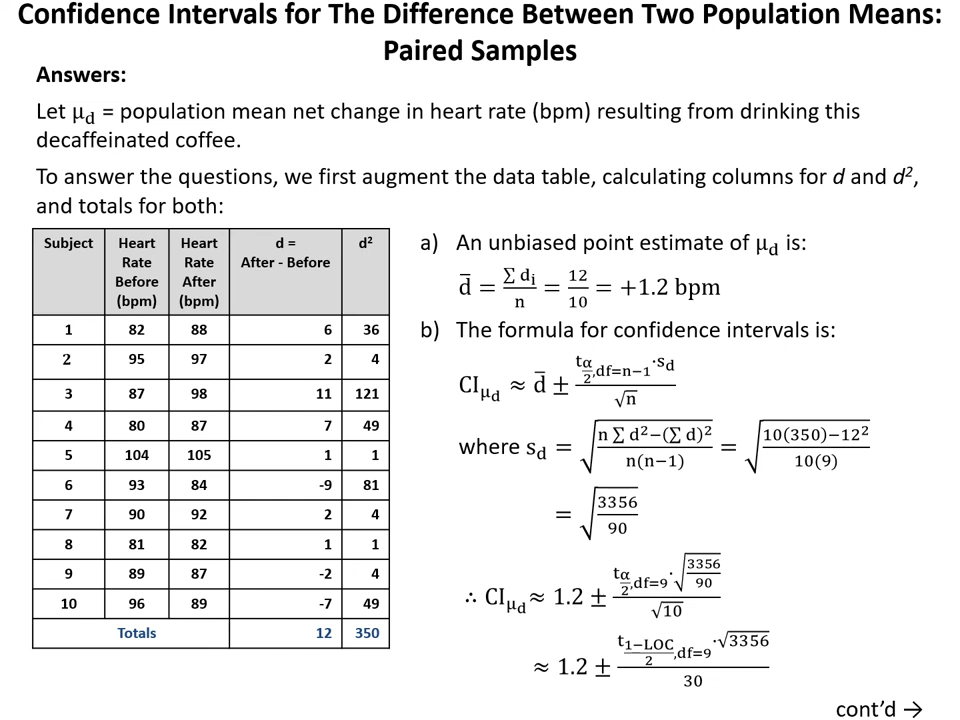 Confidence Intervals for The Difference Between Two Population Means:
Paired Samples
Answers:
Let μd = population mean net change in heart rate (bpm) resulting from drinking this
decaffeinated coffee.
To answer the questions, we first augment the data table, calculating columns for d and d²,
and totals for both:
Subject | Heart Rate Before (bpm) | Heart Rate After (bpm) | d = After - Before | d²
1 82 88 6 36
2 95 97 2 4
3 87 98 11 121
4 80 87 7 49
5 104 105 1 1
6 93 84 -9 81
7 90 92 2 4
8 81 82 1 1
9 89 87 -2 4
10 96 89 -7 49
Totals 12 350
a) An unbiased point estimate of μd is:
d̅ = ∑ di / n = 12/10 = +1.2 bpm
b) The formula for confidence intervals is:
CIμd ≈ d̅ ± (tα/2,df=n−1 · sd) / √n
where sd = √((n ∑ d² − (∑ d)²) / (n(n−1))) = √((10(350)−12²) / (10(9)))
= √(3356/90)
∴ CIμd ≈ 1.2 ± (tα/2,df=9 · √(3356/90)) / √10
≈ 1.2 ± (t(1−LOC)/2,df=9 · √3356) / 30
cont'd →